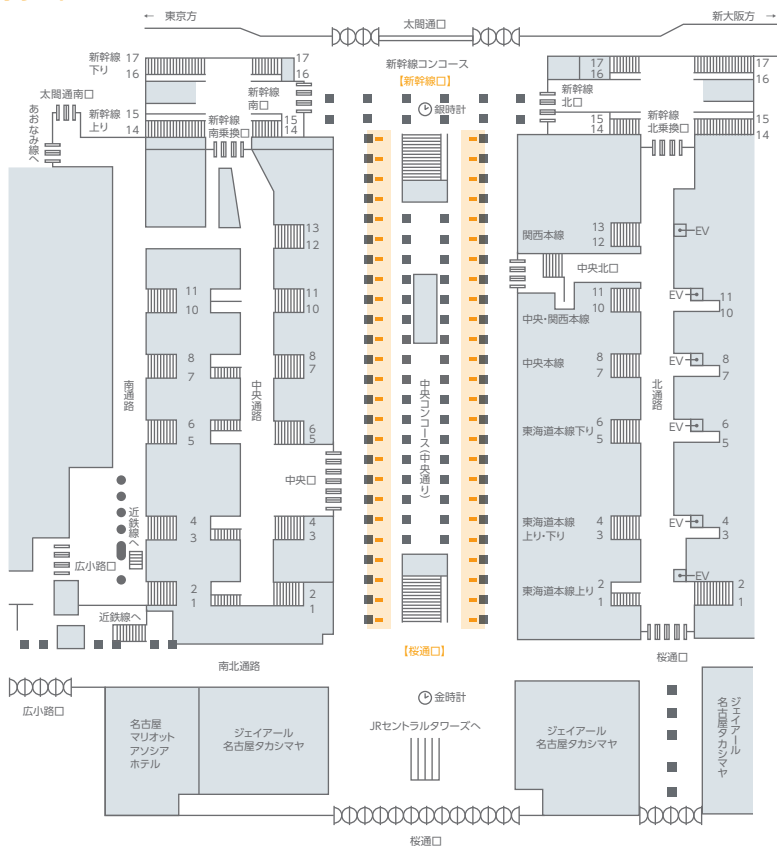 ← 東京方
太閤通口
新大阪方 →
新幹線 17
下り
16
17
16
新幹線コンコース
【新幹線口】
17
16
17
16
太閤通南口
新幹線
南口
銀時計
新幹線
北口
あおなみ線へ
新幹線 15
上り 14
新幹線
南乗換口
15
14
15
14
新幹線
北乗換口
15
14
13
12
関西本線
13
12
EV
中央北口
11
10
11
10
11
10
中央・関西本線
EV
11
10
南通路
中央通路
中央コンコース(中央通り)
北通路
8
7
8
7
中央本線
8
7
EV
8
7
6
5
6
5
東海道本線下り
6
5
EV
6
5
中央口
近鉄線へ
4
3
4
3
東海道本線
上り・下り
4
3
EV
4
3
広小路口
2
1
2
1
東海道本線上り
2
1
EV
2
1
近鉄線へ
南北通路
【桜通口】
桜通口
広小路口
金時計
JRセントラルタワーズへ
名古屋
マリオット
アソシア
ホテル
ジェイアール
名古屋タカシマヤ
ジェイアール
名古屋タカシマヤ
ジェイアール
名古屋タカシマヤ
桜通口